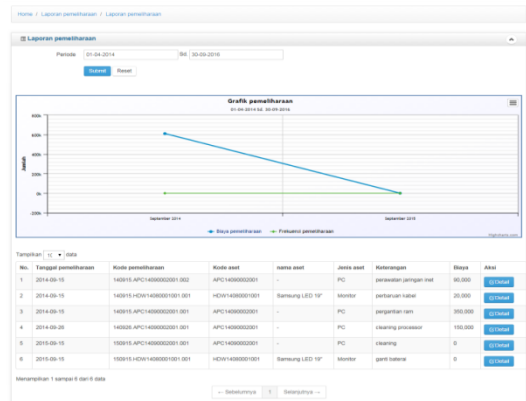 Home / Laporan pemeliharaan / Laporan pemeliharaan
Laporan pemeliharaan
Periode 01-04-2014 Sd. 30-09-2016
Submit Reset
Grafik pemeliharaan
01-04-2014 Sd. 30-09-2016
Jumlah
800k
600k
400k
200k
0k
-200k
September 2014 September 2015
Biaya pemeliharaan Frekuensi pemeliharaan
Highcharts.com
Tampilkan 10 data
No. Tanggal pemeliharaan Kode pemeliharaan Kode aset nama aset Jenis aset Keterangan Biaya Aksi
1 2014-09-15 140915.APC14090002001.002 APC14090002001 - PC perawatan jaringan inet 90,000 Detail
2 2014-09-15 140915.HDW14090001001.001 HDW14090001001 Samsung LED 19" Monitor perbaruan kabel 20,000 Detail
3 2014-09-15 140915.APC14090002001.001 APC14090002001 - PC pergantian ram 350,000 Detail
4 2014-09-26 140926.APC14090002001.001 APC14090002001 - PC cleaning processor 150,000 Detail
5 2015-09-15 150915.APC14090002001.001 APC14090002001 - PC cleaning 0 Detail
6 2015-09-15 150915.HDW14090001001.001 HDW14090001001 Samsung LED 19" Monitor ganti baterai 0 Detail
Menampilkan 1 sampai 6 dari 6 data
← Sebelumnya 1 Selanjutnya →